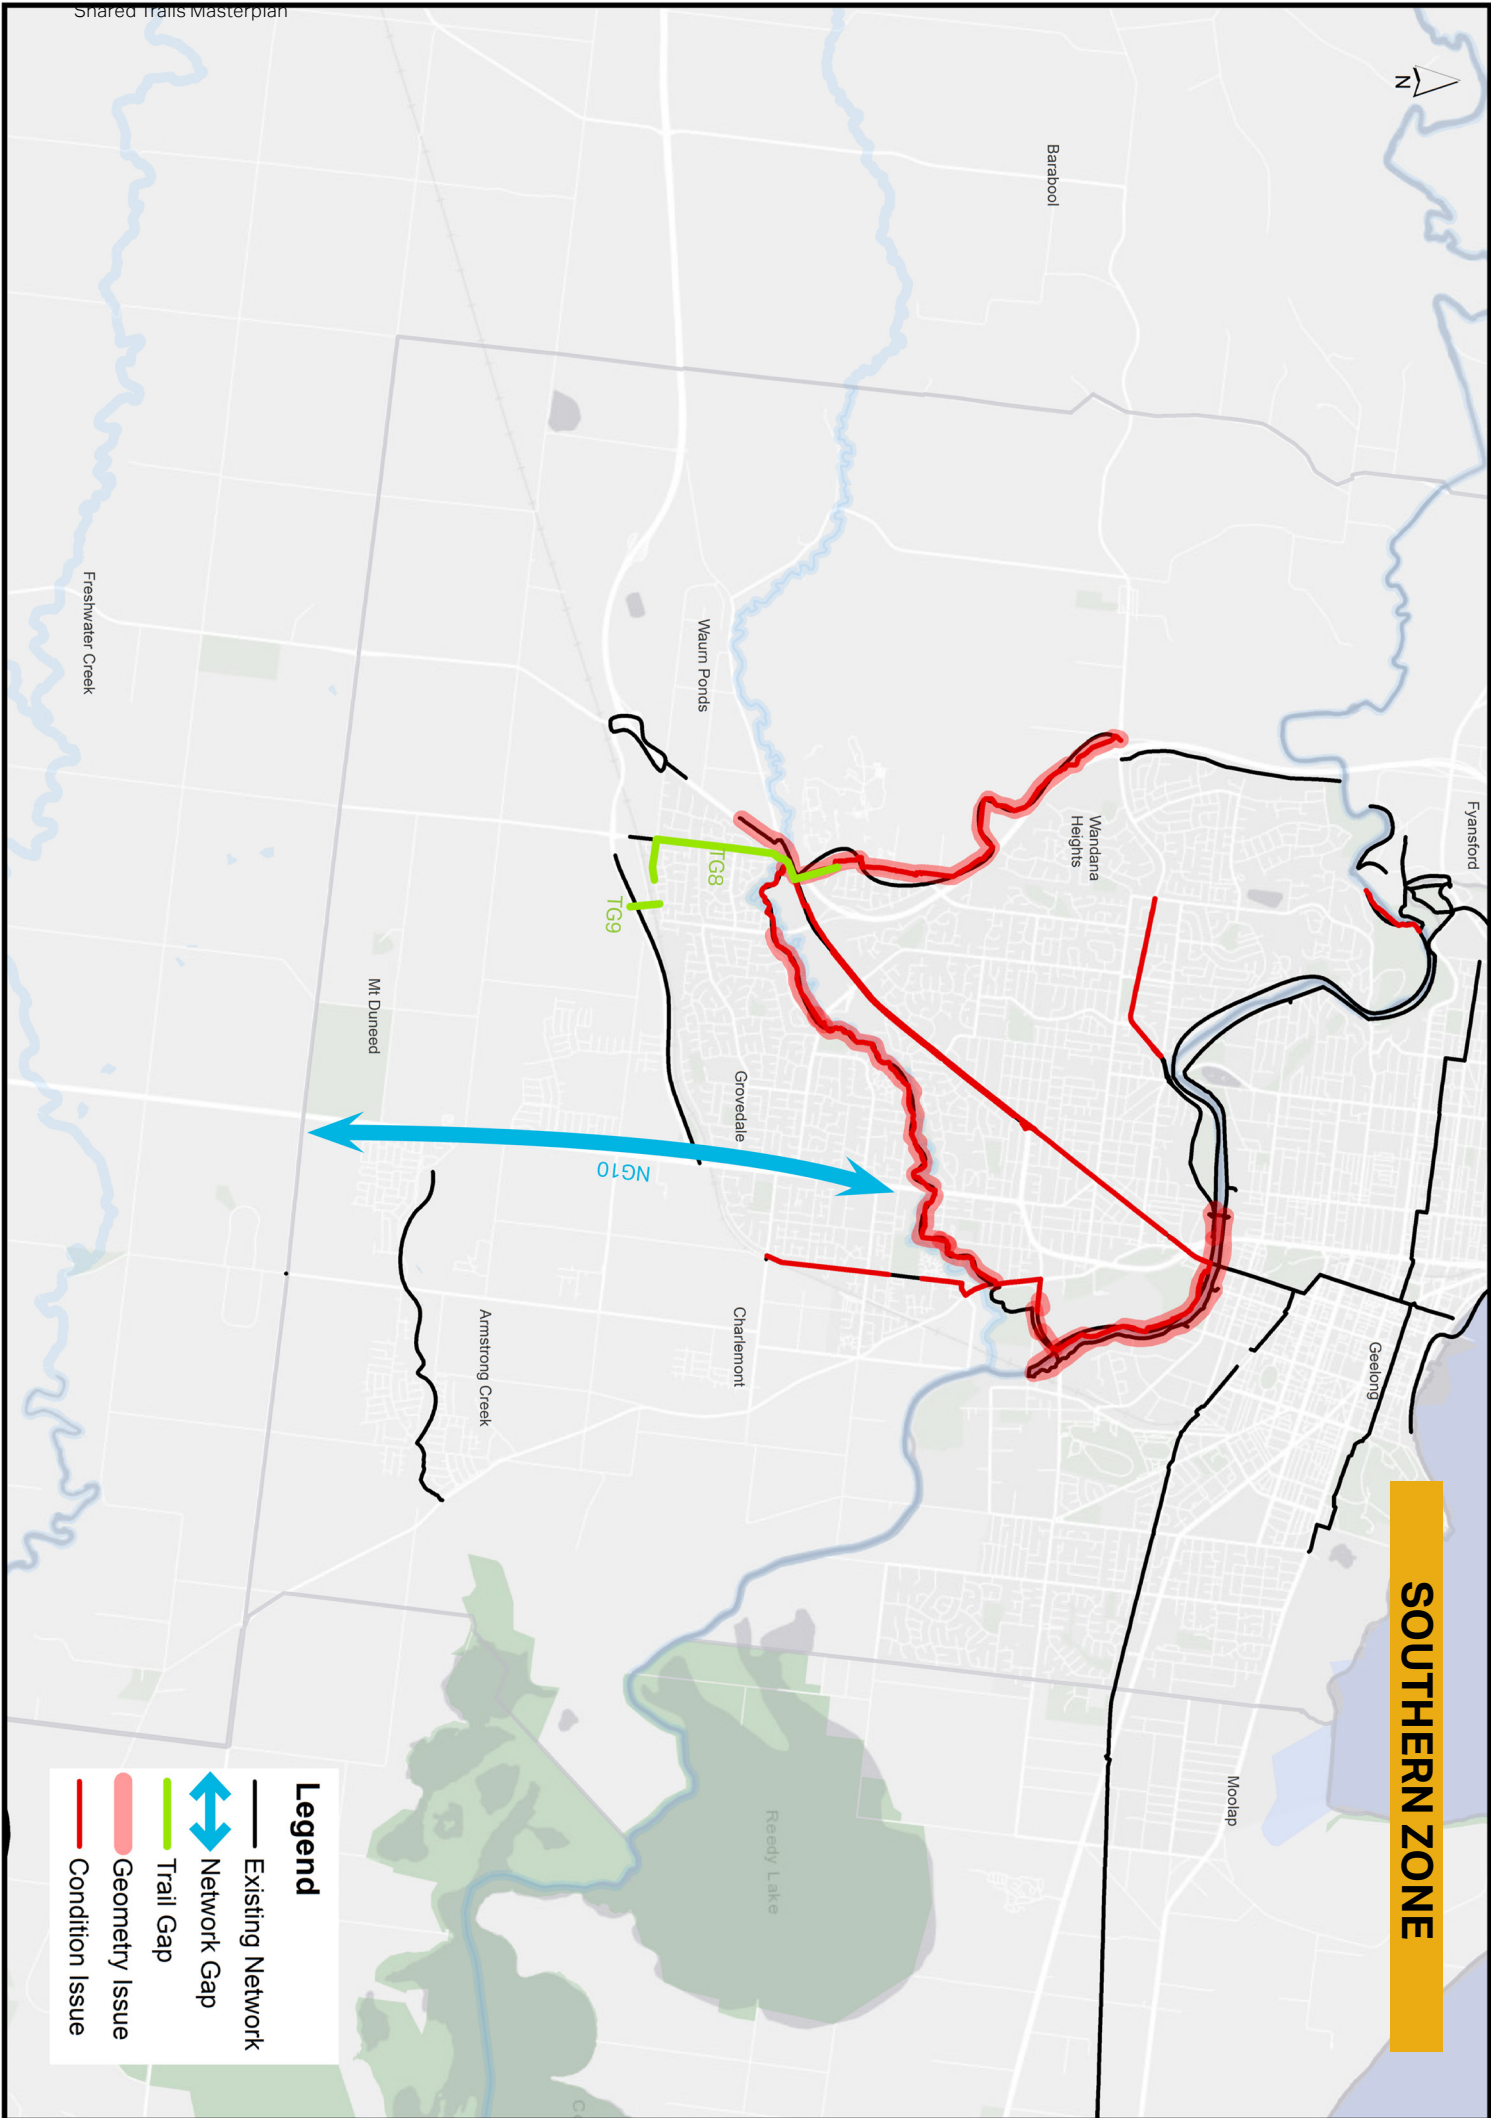 Shared Trails Masterplan
SOUTHERN ZONE
N
Barabool
Fyansford
Wandana
Heights
Geelong
Moolap
Waurn Ponds
TG8
TG9
Grovedale
NG10
Charlemont
Reedy Lake
Mt Duneed
Armstrong Creek
Freshwater Creek
Legend
Existing Network
Network Gap
Trail Gap
Geometry Issue
Condition Issue